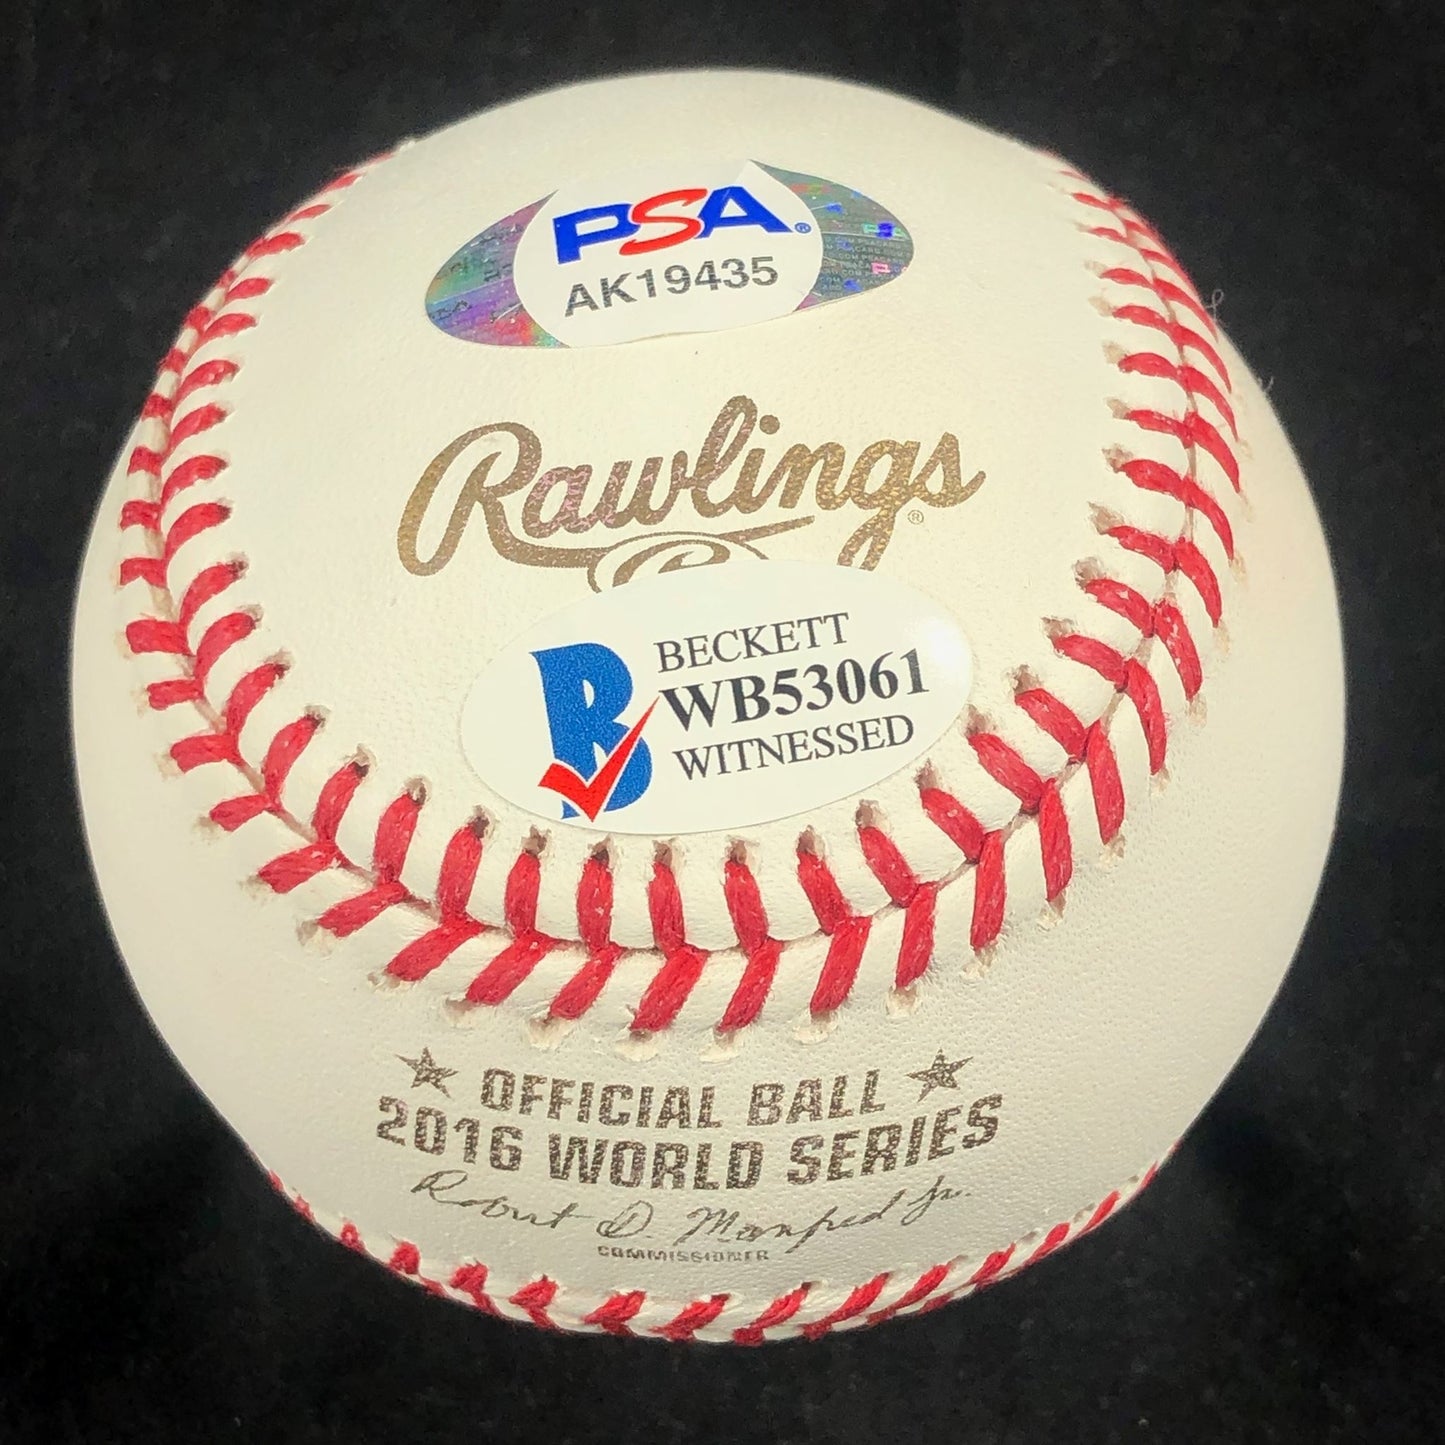 PSA®
AK19435
Rawlings®
BECKETT
WB53061
WITNESSED
OFFICIAL BALL
2016 WORLD SERIES
Robert D. Manfred Jr.
COMMISSIONER